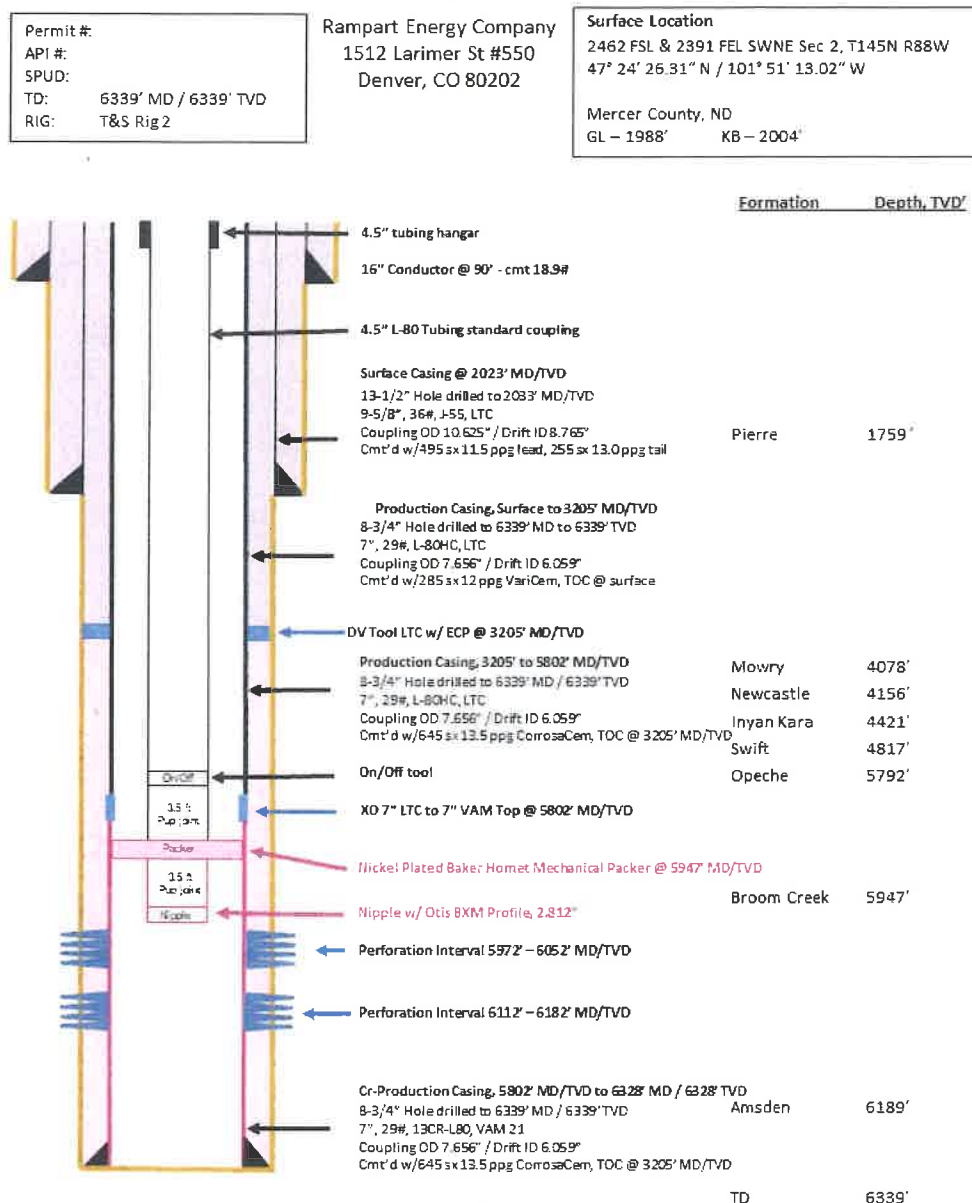 Permit #:
API #:
SPUD:
TD: 6339' MD / 6339' TVD
RIG: T&S Rig 2
Rampart Energy Company
1512 Larimer St #550
Denver, CO 80202
Surface Location
2462 FSL & 2391 FEL SWNE Sec 2, T145N R88W
47° 24' 26.31" N / 101° 51' 13.02" W
Mercer County, ND
GL – 1988' KB – 2004'
Formation Depth, TVD'
4.5" tubing hangar
16" Conductor @ 90' - cmt 18.9#
4.5" L-80 Tubing standard coupling
Surface Casing @ 2023' MD/TVD
13-1/2" Hole drilled to 2033' MD/TVD
9-5/8", 36#, J-55, LTC
Coupling OD 10.625" / Drift ID 8.765"
Cmt'd w/495 sx 11.5 ppg lead, 255 sx 13.0 ppg tail
Pierre 1759'
Production Casing, Surface to 3205' MD/TVD
8-3/4" Hole drilled to 6339' MD to 6339' TVD
7", 29#, L-80HC, LTC
Coupling OD 7.656" / Drift ID 6.059"
Cmt'd w/285 sx 12 ppg VariCem, TOC @ surface
DV Tool LTC w/ ECP @ 3205' MD/TVD
Production Casing, 3205' to 5802' MD/TVD
8-3/4" Hole drilled to 6339' MD / 6339' TVD
7", 29#, L-80HC, LTC
Coupling OD 7.656" / Drift ID 6.059"
Cmt'd w/645 sx 13.5 ppg CorrosaCem, TOC @ 3205' MD/TVD
Mowry 4078'
Newcastle 4156'
Inyan Kara 4421'
Swift 4817'
Opeche 5792'
On/Off
On/Off tool
3.5 ft
Pup joint
XO 7" LTC to 7" VAM Top @ 5802' MD/TVD
Packer
Nickel Plated Baker Hornet Mechanical Packer @ 5947' MD/TVD
3.5 ft
Pup joint
Broom Creek 5947'
Nipple
Nipple w/ Otis BXM Profile, 2.812"
Perforation Interval 5972' – 6052' MD/TVD
Perforation Interval 6112' – 6182' MD/TVD
Cr-Production Casing, 5802' MD/TVD to 6328' MD / 6328' TVD
8-3/4" Hole drilled to 6339' MD / 6339' TVD
7", 29#, 13CR-L80, VAM 21
Coupling OD 7.656" / Drift ID 6.059"
Cmt'd w/645 sx 13.5 ppg CorrosaCem, TOC @ 3205' MD/TVD
Amsden 6189'
TD 6339'